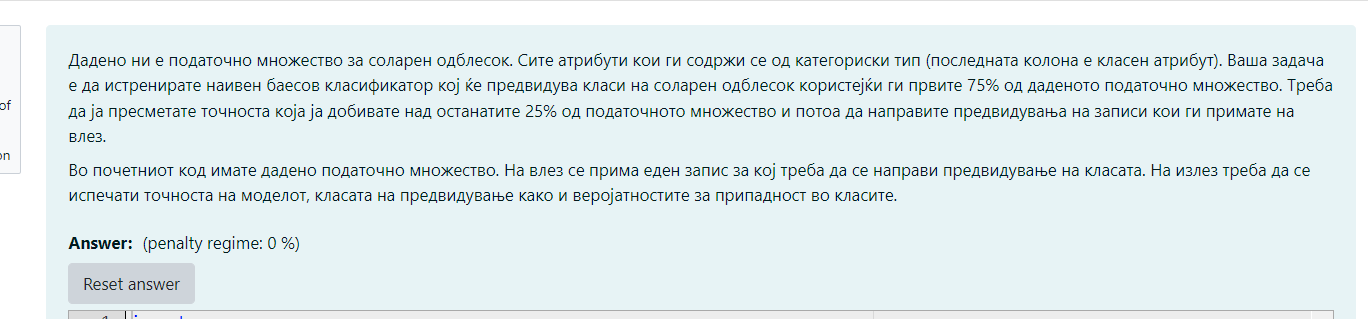 Дадено ни е податочно множество за соларен одблесок. Сите атрибути кои ги содржи се од категориски тип (последната колона е класен атрибут). Ваша задача
е да истренирате наивен баесов класификатор кој ќе предвидува класи на соларен одблесок користејќи ги првите 75% од даденото податочно множество. Треба
of
да ја пресметате точноста која ја добивате над останатите 25% од податочното множество и потоа да направите предвидувања на записи кои ги примате на
влез.
on
Во почетниот код имате дадено податочно множество. На влез се прима еден запис за кој треба да се направи предвидување на класата. На излез треба да се
испечати точноста на моделот, класата на предвидување како и веројатностите за припадност во класите.
Answer: (penalty regime: 0 %)
Reset answer